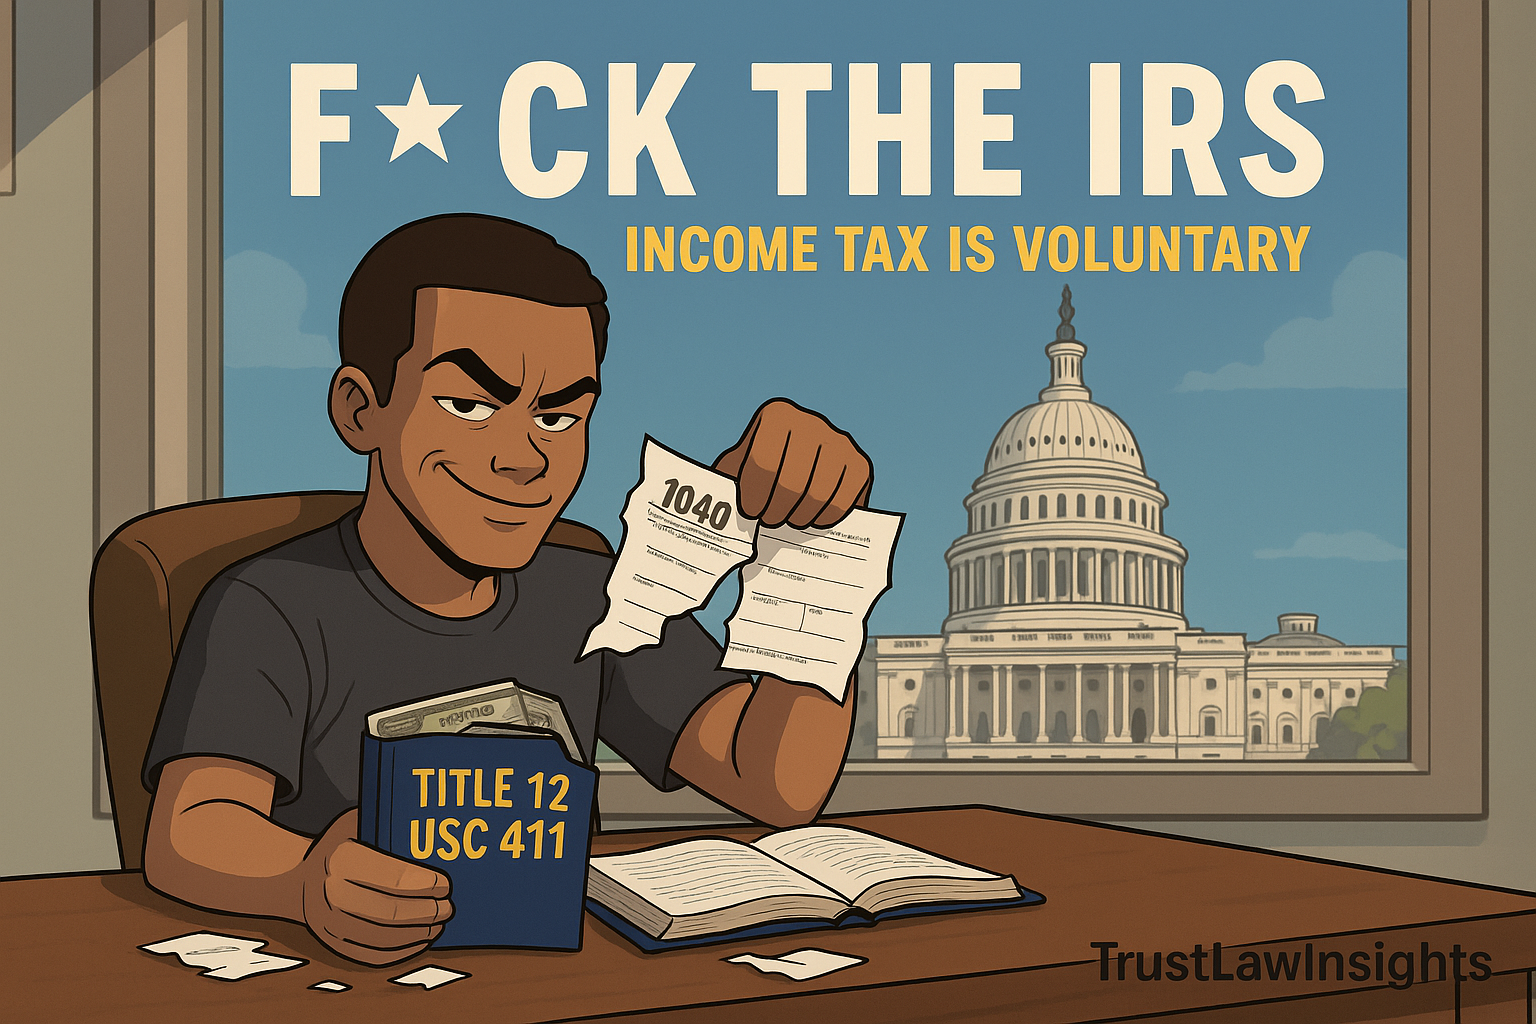 F★CK THE IRS
INCOME TAX IS VOLUNTARY
1040
TITLE 12
USC 411
TrustLawInsights